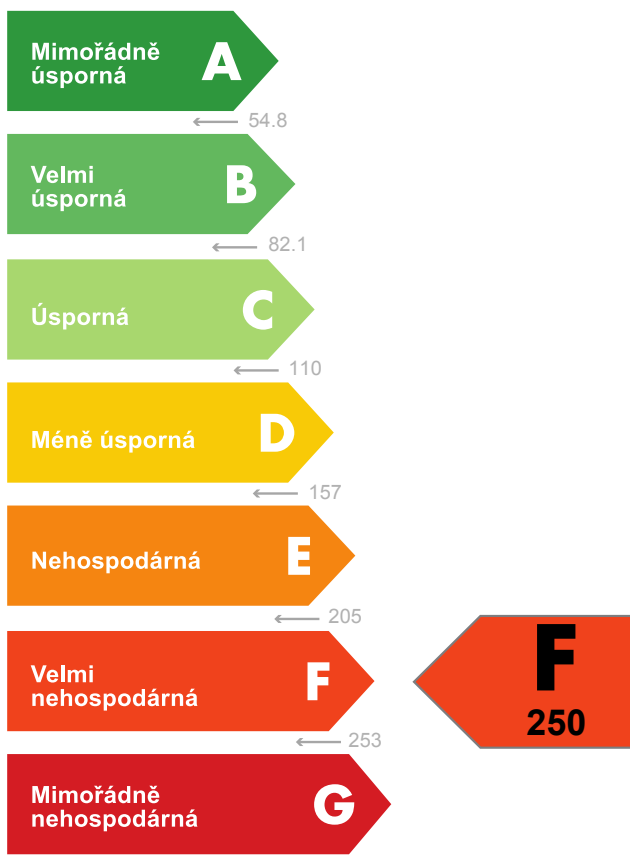 Mimořádně
úsporná
A
54.8
Velmi
úsporná
B
82.1
Úsporná
C
110
Méně úsporná
D
157
Nehospodárná
E
205
Velmi
nehospodárná
F
F
250
253
Mimořádně
nehospodárná
G